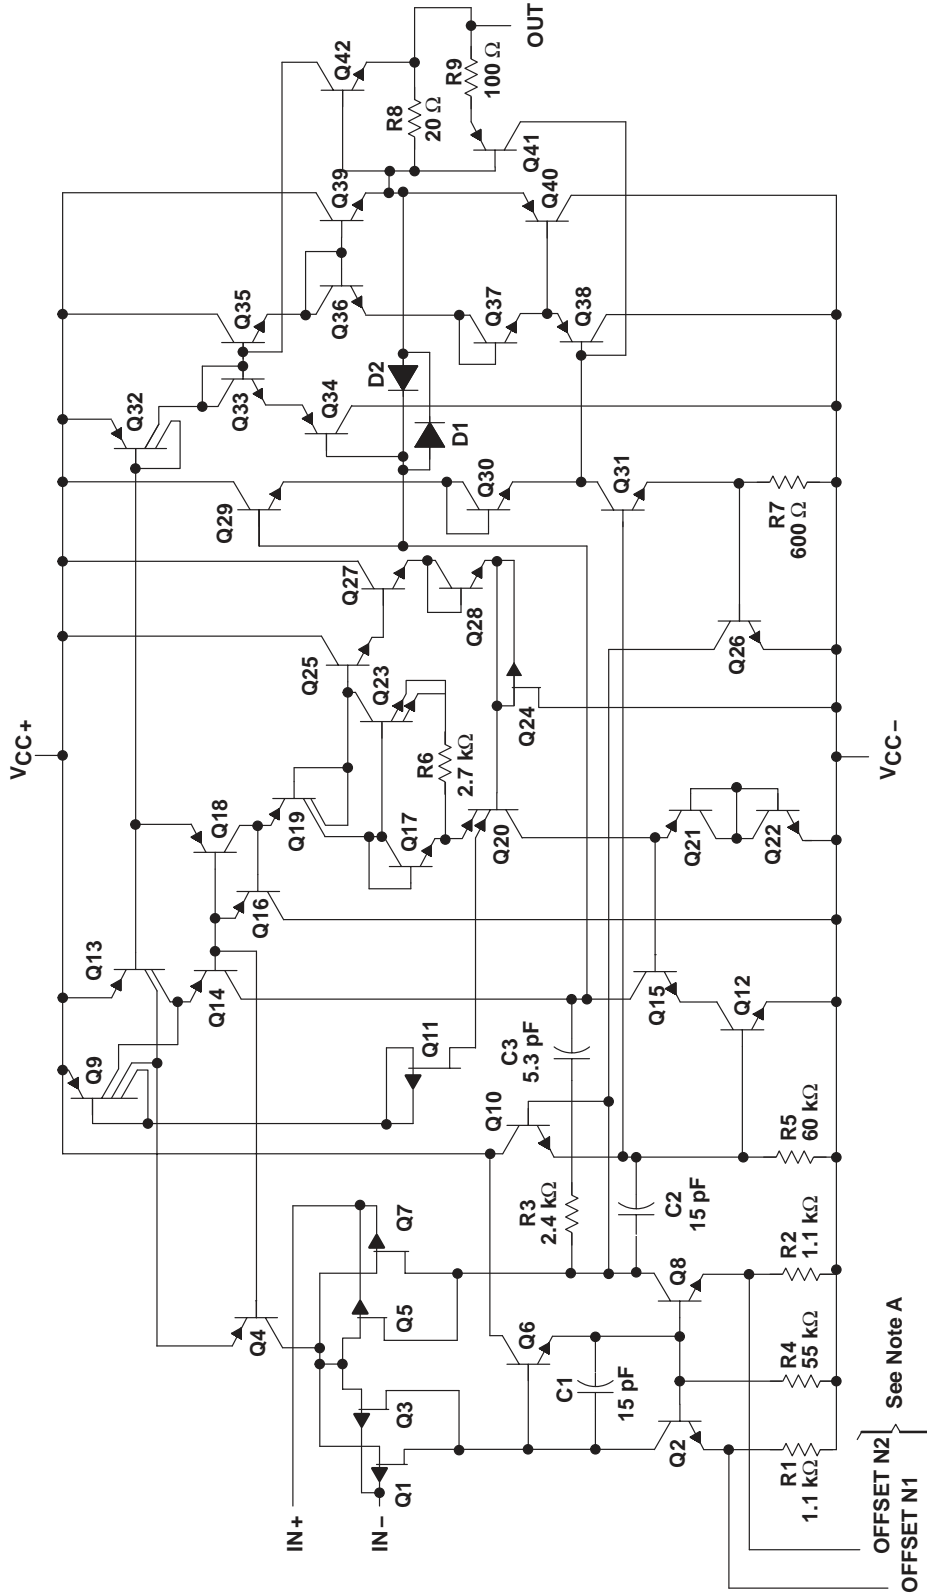 VCC+
Q9
Q13
Q32
Q35
Q42
Q33
Q39
Q36
Q14
Q18
Q16
Q29
Q34
R8
20 Ω
R9
100 Ω
OUT
Q19
Q25
Q41
Q4
Q11
Q17
Q23
R6
2.7 kΩ
Q27
D2
D1
Q30
Q37
Q40
IN+
IN−
Q7
Q5
Q3
Q1
Q10
C3
5.3 pF
Q20
Q28
Q24
Q38
Q31
R3
2.4 kΩ
Q6
C1
15 pF
C2
15 pF
Q15
Q12
Q21
Q22
Q26
Q2
Q8
R1
1.1 kΩ
R4
55 kΩ
R2
1.1 kΩ
R5
60 kΩ
R7
600 Ω
VCC−
OFFSET N2
OFFSET N1
See Note A